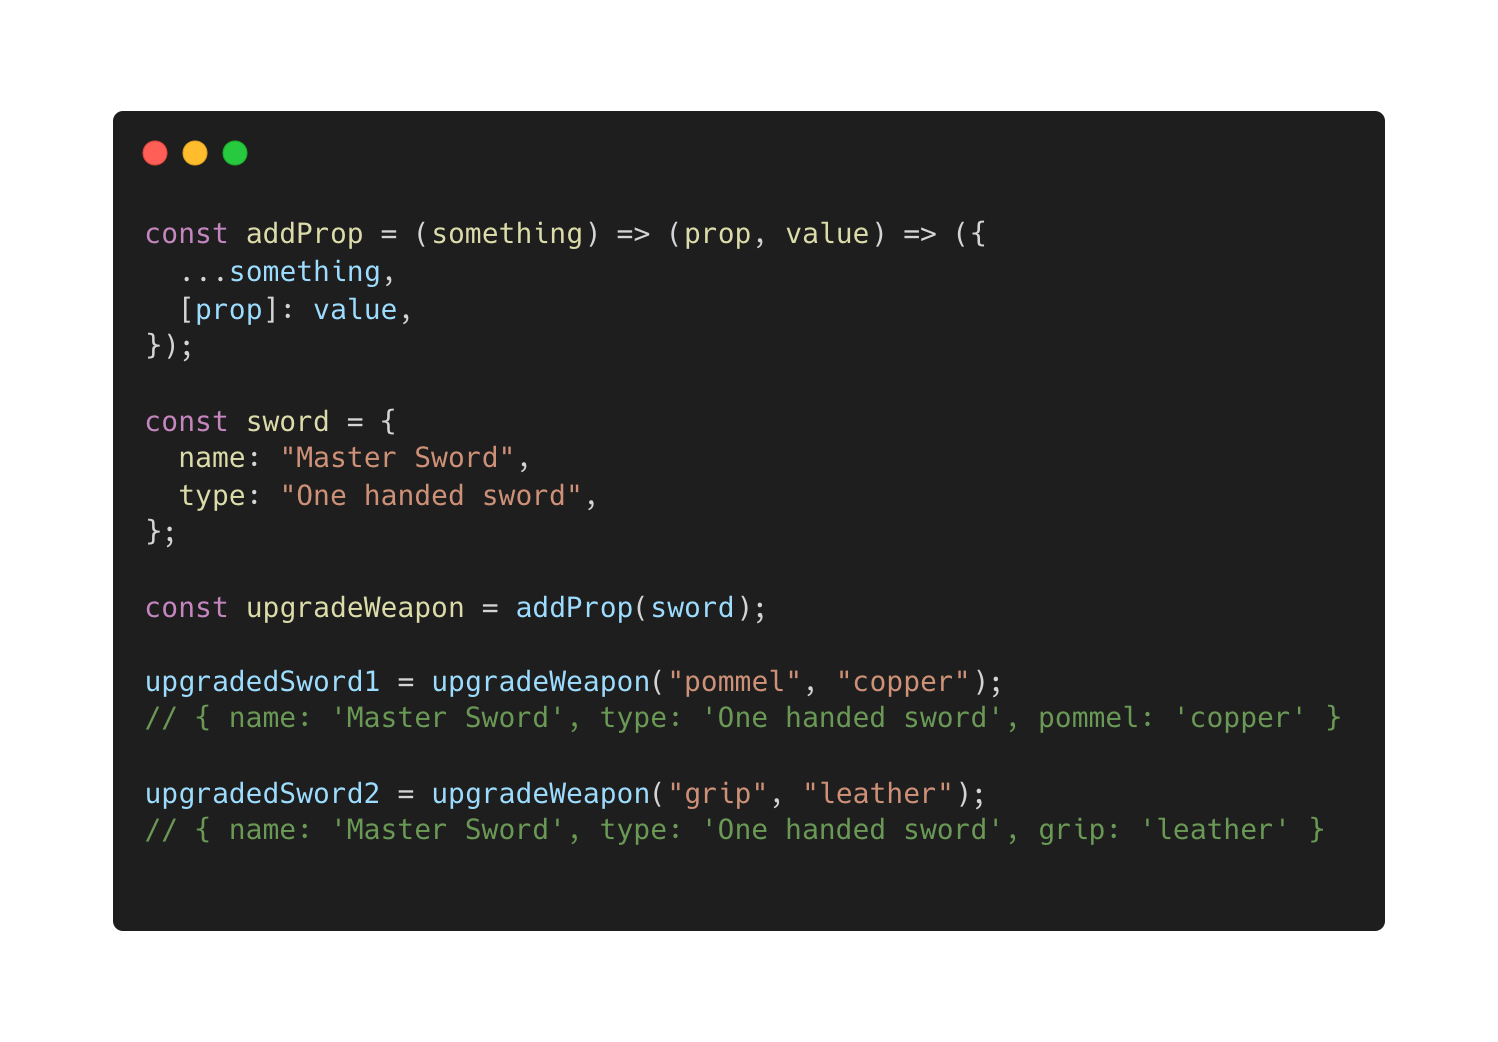 const addProp = (something) => (prop, value) => ({
  ...something,
  [prop]: value,
});

const sword = {
  name: "Master Sword",
  type: "One handed sword",
};

const upgradeWeapon = addProp(sword);

upgradedSword1 = upgradeWeapon("pommel", "copper");
// { name: 'Master Sword', type: 'One handed sword', pommel: 'copper' }

upgradedSword2 = upgradeWeapon("grip", "leather");
// { name: 'Master Sword', type: 'One handed sword', grip: 'leather' }